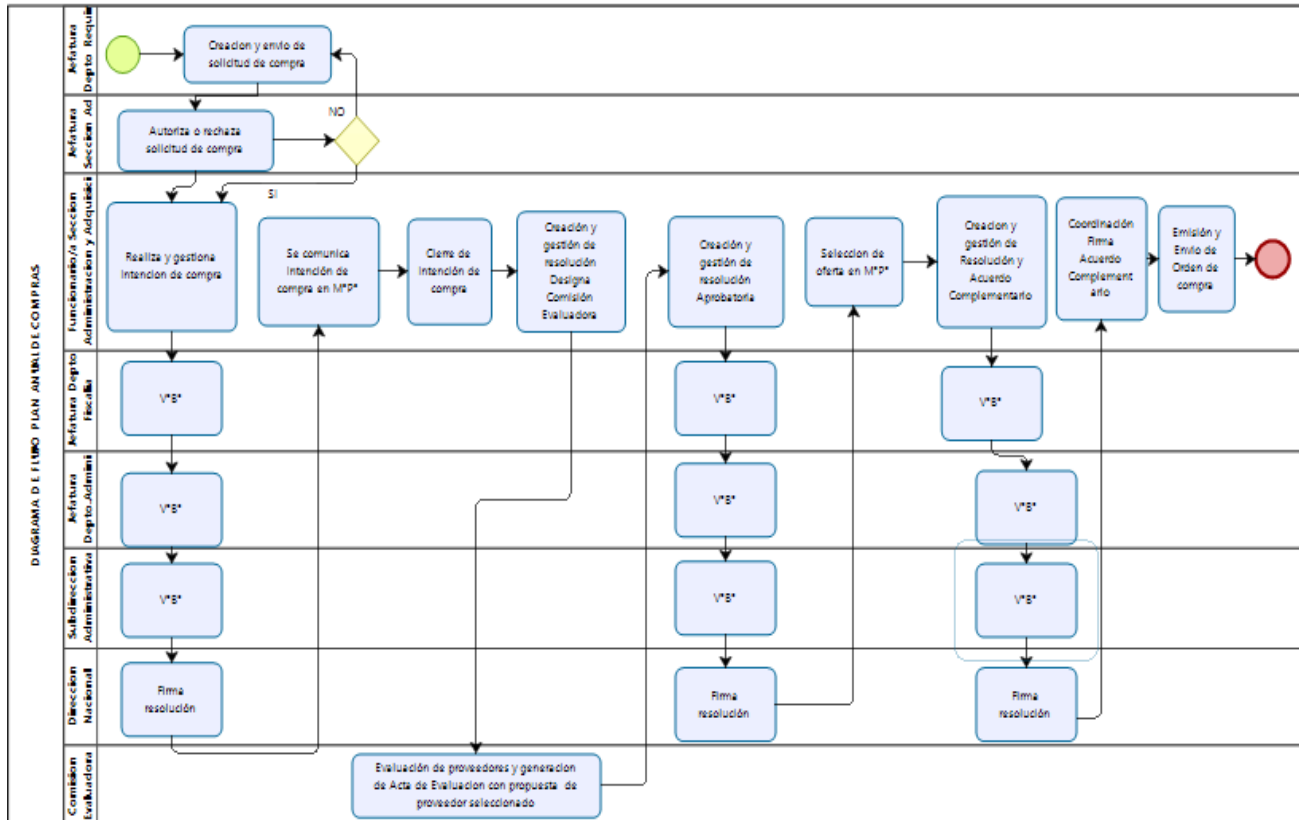 DIAGRAMA DE FLUJO PLAN ANUAL DE COMPRAS
Jefatura
Depto Requir
Creacion y envio de
solicitud de compra
Jefatura
Seccion Ad
Autoriza o rechaza
solicitud de compra
NO
SI
Funcionario/a Seccion
Administracion y Adquisici
Realiza y gestiona
Intencion de compra
Se comunica
Intención de
compra en M°P°
Cierre de
Intención de
compra
Creación y
gestión de
resolución
Designa
Comisión
Evaluadora
Creación y
gestión de
resolución
Aprobatoria
Seleccion de
oferta en M°P°
Creacion y
gestión de
Resolución y
Acuerdo
Complementario
Coordinación
Firma
Acuerdo
Complement
ario
Emisión y
Envio de
Orden de
compra
Jefatura Depto
Fiscalia
V°B°
V°B°
V°B°
Jefatura
Depto.Admini
V°B°
V°B°
V°B°
Subdireccion
Administrativa
V°B°
V°B°
V°B°
Direccion
Nacional
Firma
resolución
Firma
resolución
Firma
resolución
Comision
Evaluadora
Evaluación de proveedores y generacion
de Acta de Evaluacion con propuesta de
proveedor seleccionado